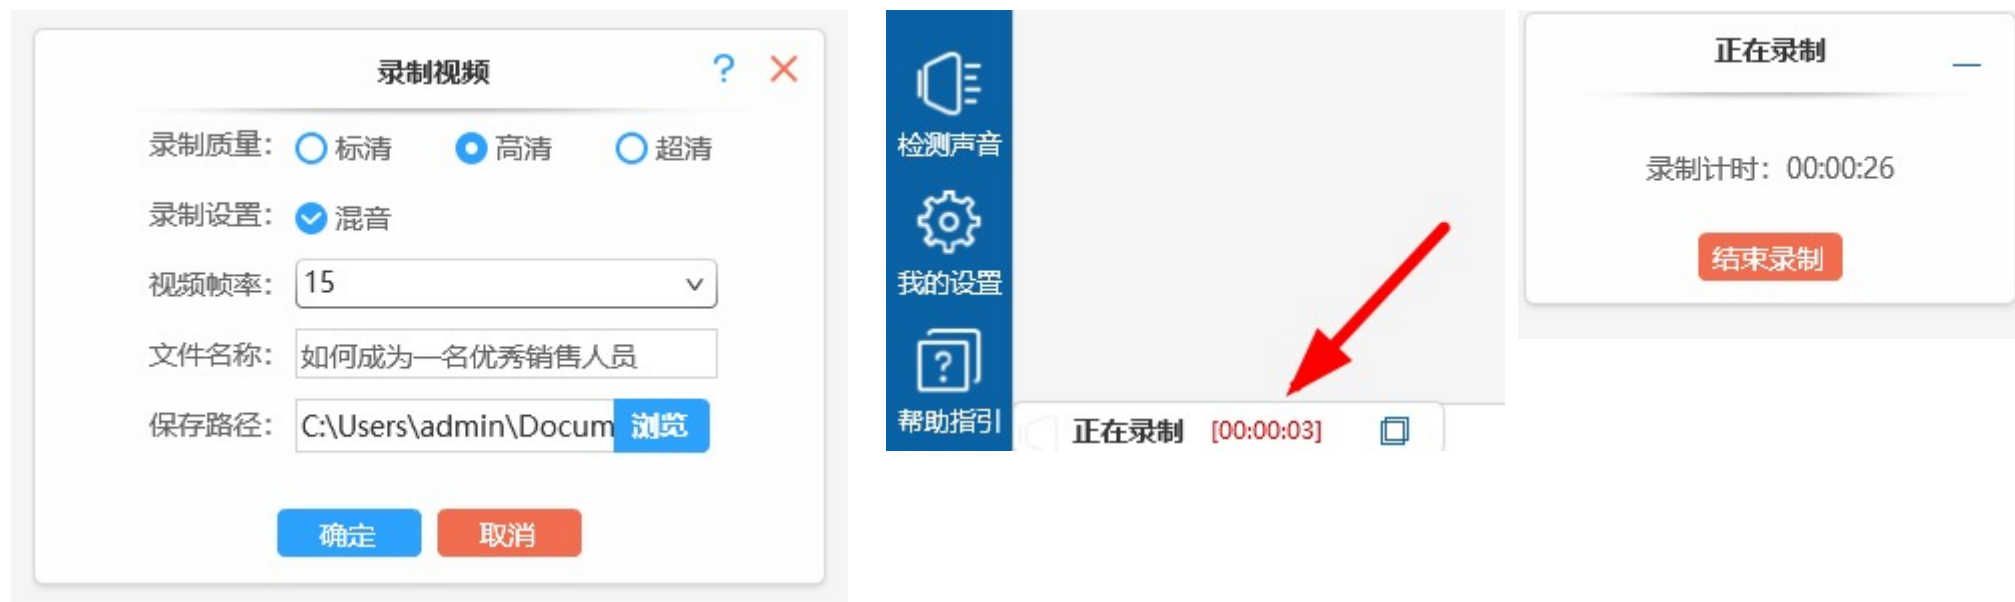 录制视频 ?
录制质量： 标清 高清 超清
录制设置： 混音
视频帧率： 15
文件名称： 如何成为一名优秀销售人员
保存路径： C:\Users\admin\Docum 浏览
确定 取消
检测声音
我的设置
?
帮助指引
正在录制 [00:00:03]
正在录制
录制计时：00:00:26
结束录制